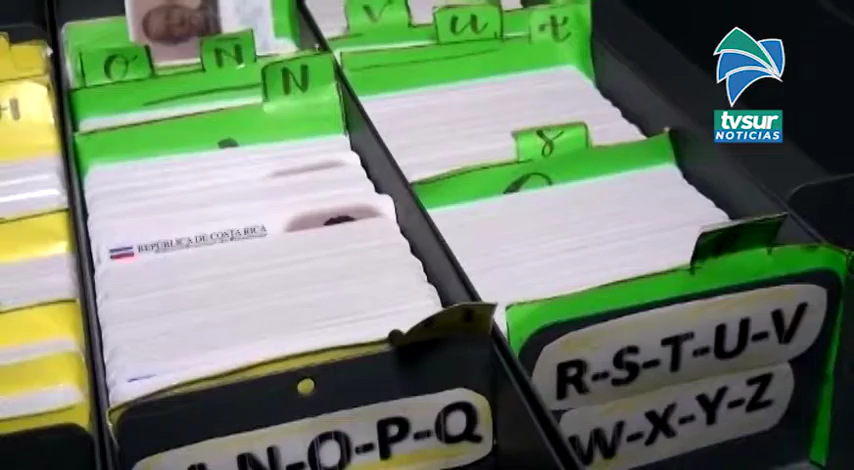 tvsur
NOTICIAS
Ñ
N
N
v
u
t
H
REPÚBLICA DE COSTA RICA
R-S-T-U-V
W-X-Y-Z
N-O-P-Q